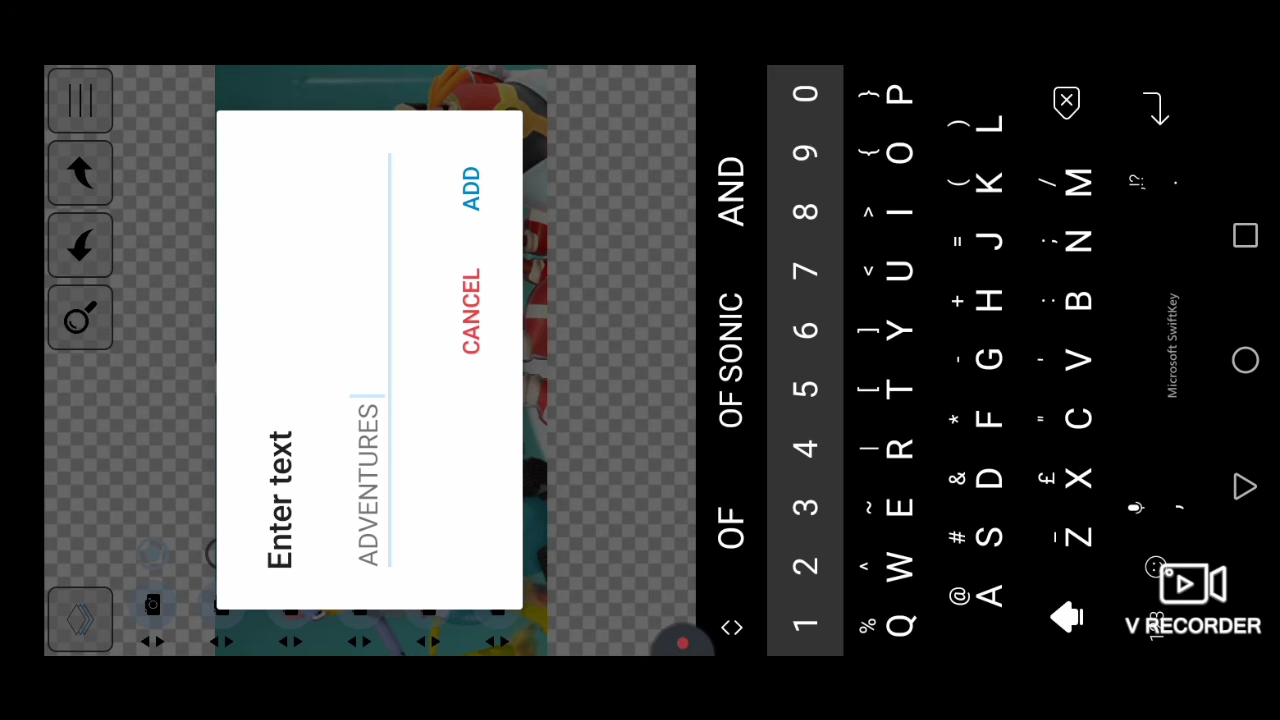 Enter text
ADVENTURES
CANCEL ADD
<> OF OF SONIC AND
1 2 3 4 5 6 7 8 9 0
% ^ ~ | [ ] < > { }
Q W E R T Y U I O P
@ # & * - + = ( )
A S D F G H J K L
_ £ " ' : ; /
Z X C V B N M
, Microsoft SwiftKey !?. .
V RECORDER